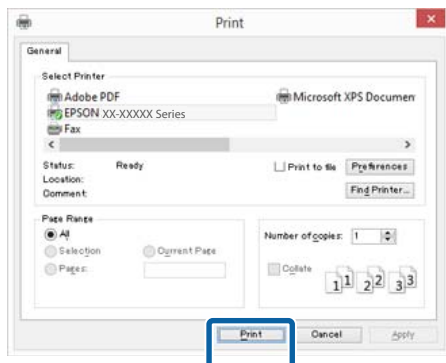 Print
General
Select Printer
Adobe PDF
Microsoft XPS Documen
EPSON XX-XXXXX Series
Fax
Status: Ready
Print to file
Preferences
Location:
Comment:
Find Printer...
Page Range
All
Number of copies: 1
Selection
Current Page
Pages:
Collate
1 1 2 2 3 3
Print
Cancel
Apply